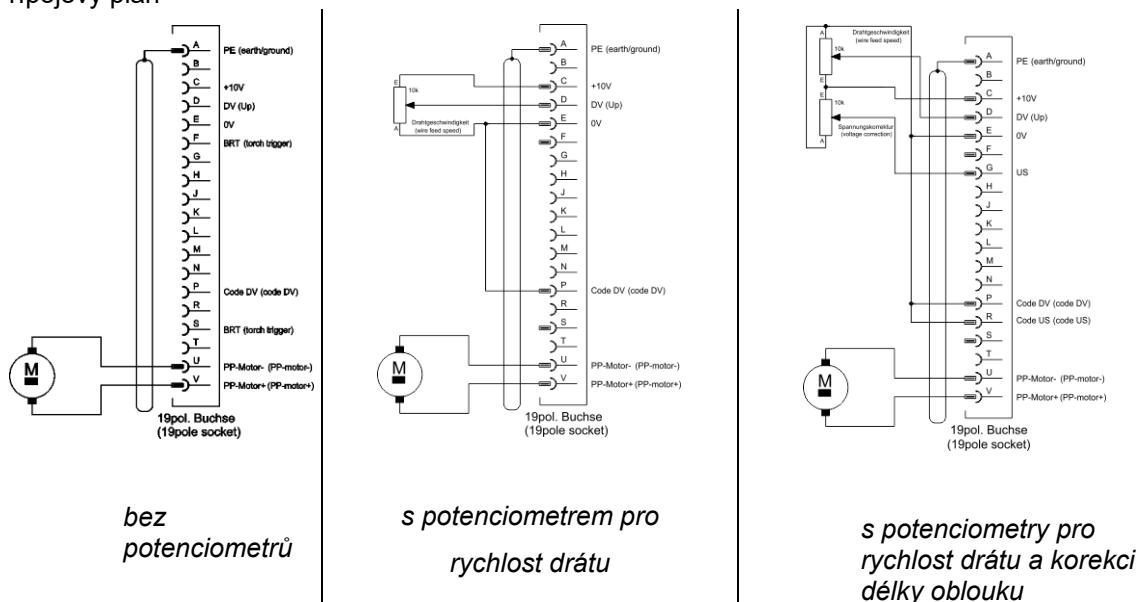 řipojový plán
A
PE (earth/ground)
B
C
+10V
D
DV (Up)
E
0V
F
BRT (torch trigger)
G
H
J
K
L
M
N
P
Code DV (code DV)
R
S
BRT (torch trigger)
T
U
PP-Motor- (PP-motor-)
V
PP-Motor+ (PP-motor+)
M
19pol. Buchse
(19pole socket)
bez
potenciometrů
E
10k
A
Drahtgeschwindigkeit
(wire feed speed)
A
PE (earth/ground)
B
C
+10V
D
DV (Up)
E
0V
F
G
H
J
K
L
M
N
P
Code DV (code DV)
R
S
T
U
PP-Motor- (PP-motor-)
V
PP-Motor+ (PP-motor+)
M
19pol. Buchse
(19pole socket)
s potenciometrem pro
rychlost drátu
A
Drahtgeschwindigkeit
(wire feed speed)
10k
E
E
10k
Spannungskorrektur
(voltage correction)
A
A
PE (earth/ground)
B
C
+10V
D
DV (Up)
E
0V
F
G
US
H
J
K
L
M
N
P
Code DV (code DV)
R
Code US (code US)
S
T
U
PP-Motor- (PP-motor-)
V
PP-Motor+ (PP-motor+)
M
19pol. Buchse
(19pole socket)
s potenciometry pro
rychlost drátu a korekci
délky oblouku